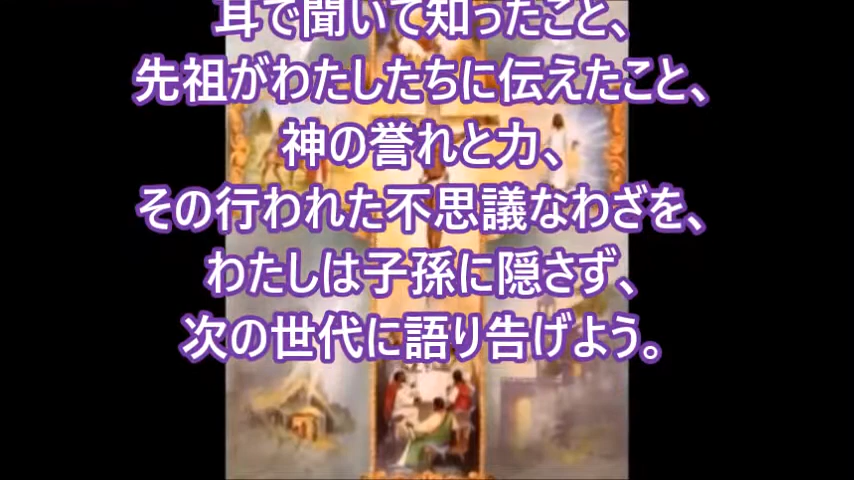 耳で聞いて知ったこと、
先祖がわたしたちに伝えたこと、
神の誉れと力、
その行われた不思議なわざを、
わたしは子孫に隠さず、
次の世代に語り告げよう。